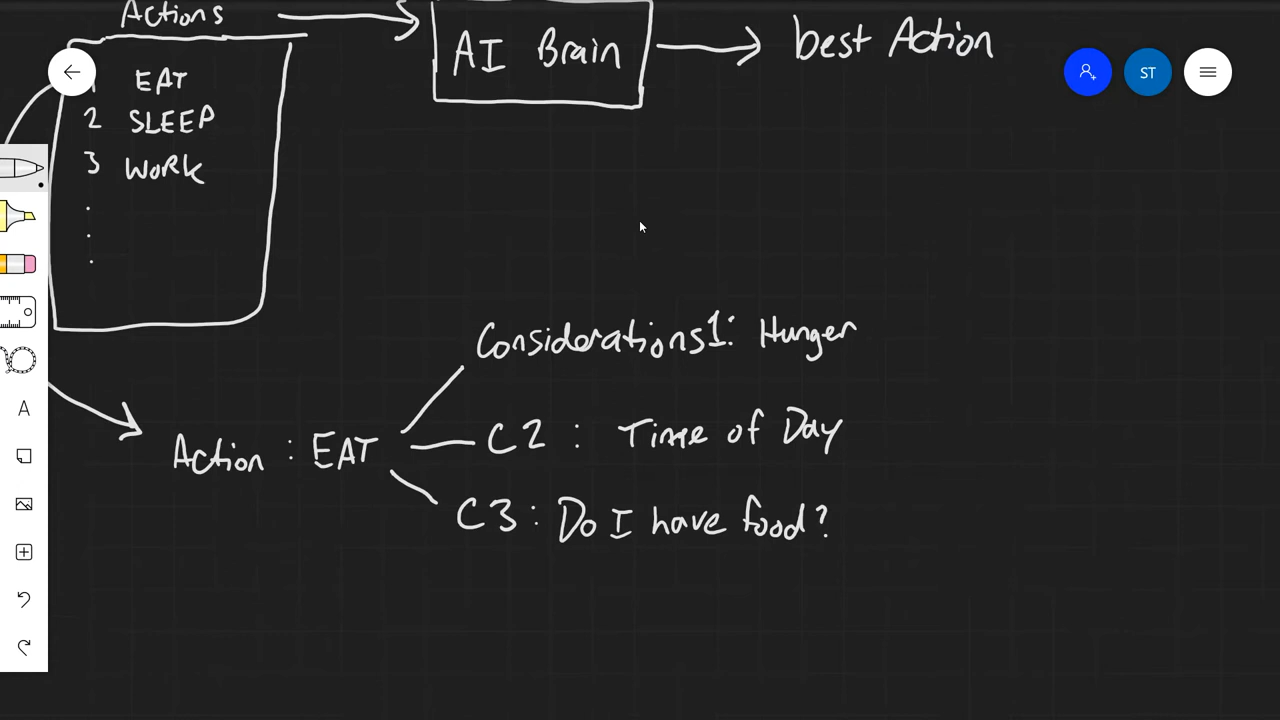 Actions
AI Brain
best Action
ST
EAT
2 SLEEP
3 WORK
Considerations1: Hunger
C2 : Time of Day
Action : EAT
C3 : Do I have food?
A